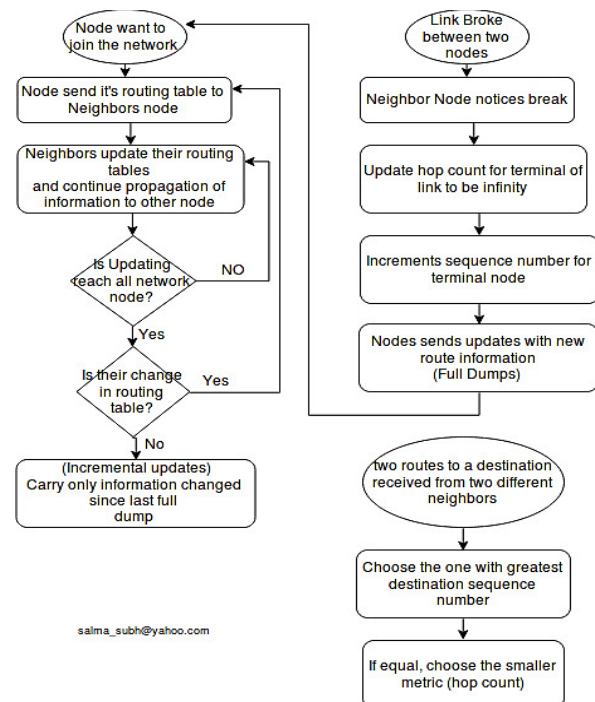 Node want to
join the network
Node send it's routing table to
Neighbors node
Neighbors update their routing
tables
and continue propagation of
information to other node
Is Updating
reach all network
node?
NO
Yes
Is their change
in routing
table?
Yes
No
(Incremental updates)
Carry only information changed
since last full
dump
salma_subh@yahoo.com
Link Broke
between two
nodes
Neighbor Node notices break
Update hop count for terminal of
link to be infinity
Increments sequence number for
terminal node
Nodes sends updates with new
route information
(Full Dumps)
two routes to a destination
received from two different
neighbors
Choose the one with greatest
destination sequence
number
If equal, choose the smaller
metric (hop count)